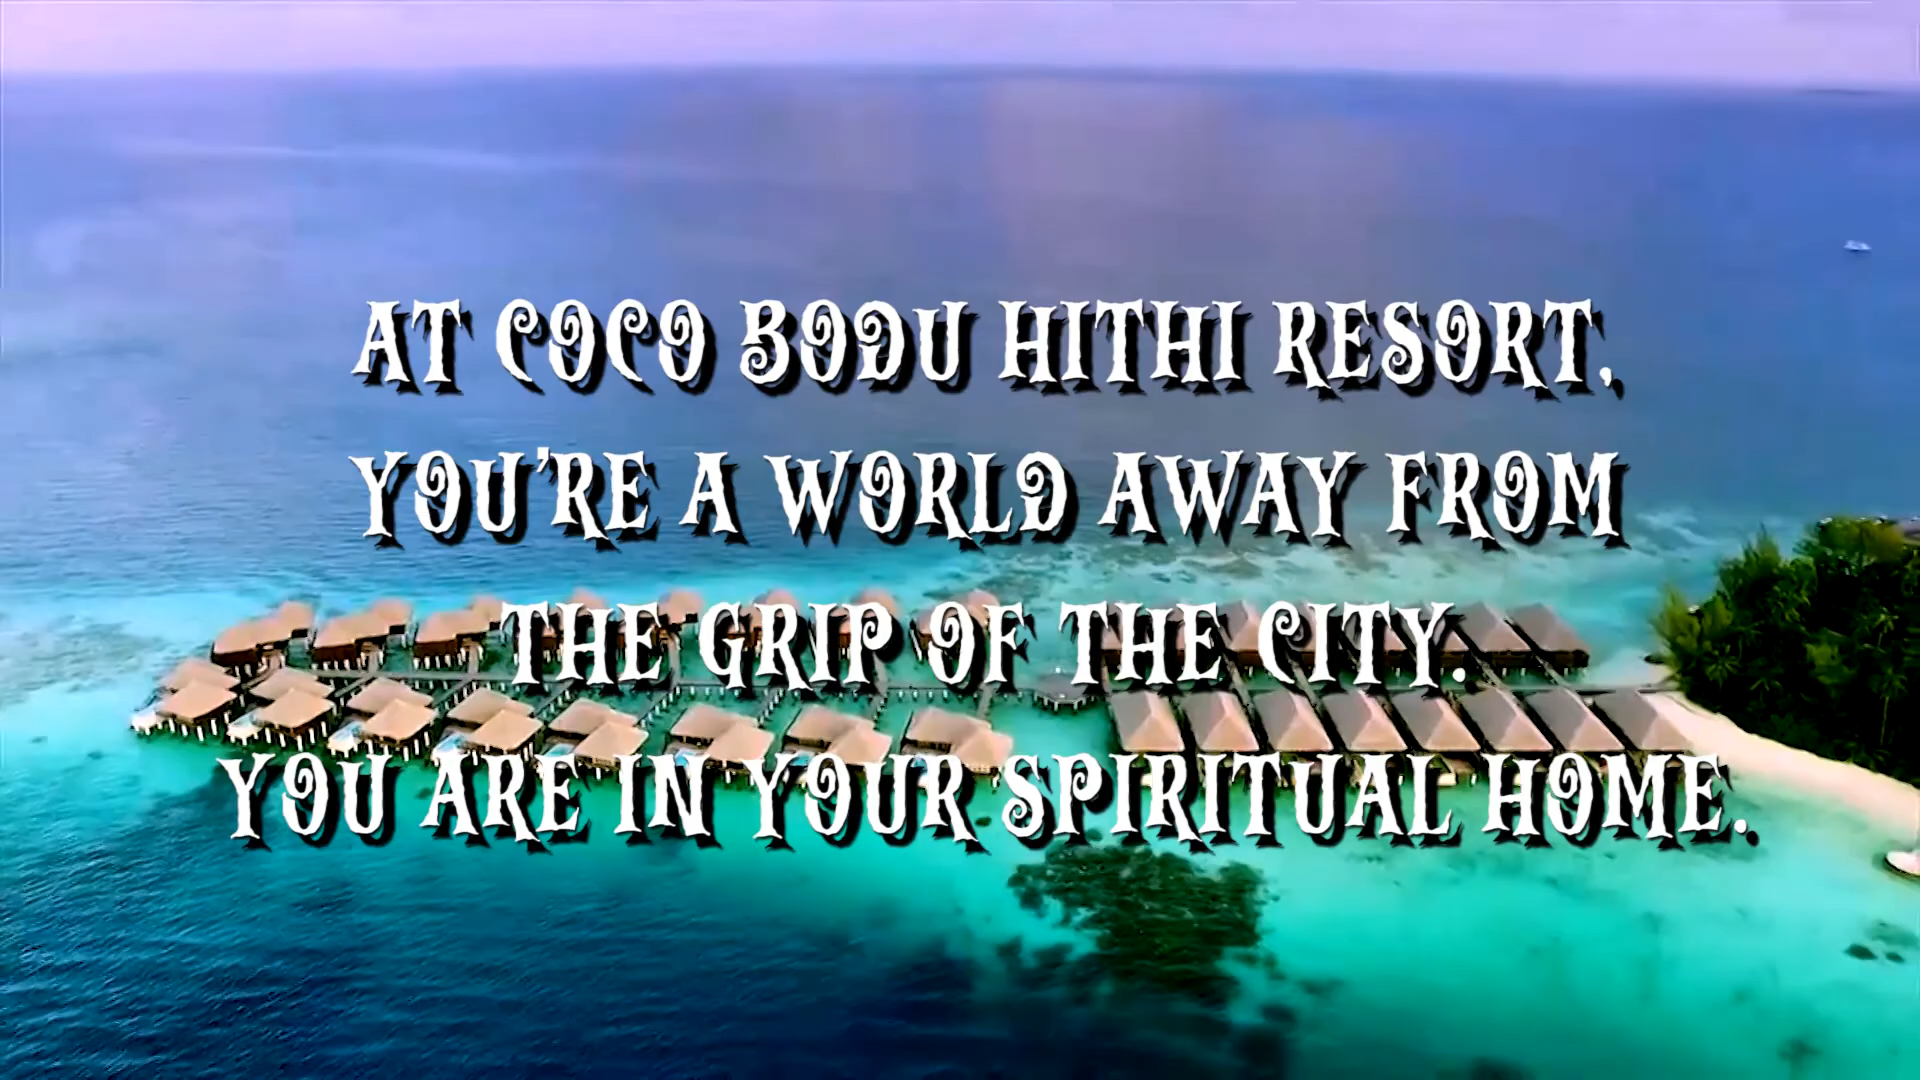 AT COCO BODU HITHI RESORT,
YOU'RE A WORLD AWAY FROM
THE GRIP OF THE CITY.
YOU ARE IN YOUR SPIRITUAL HOME.